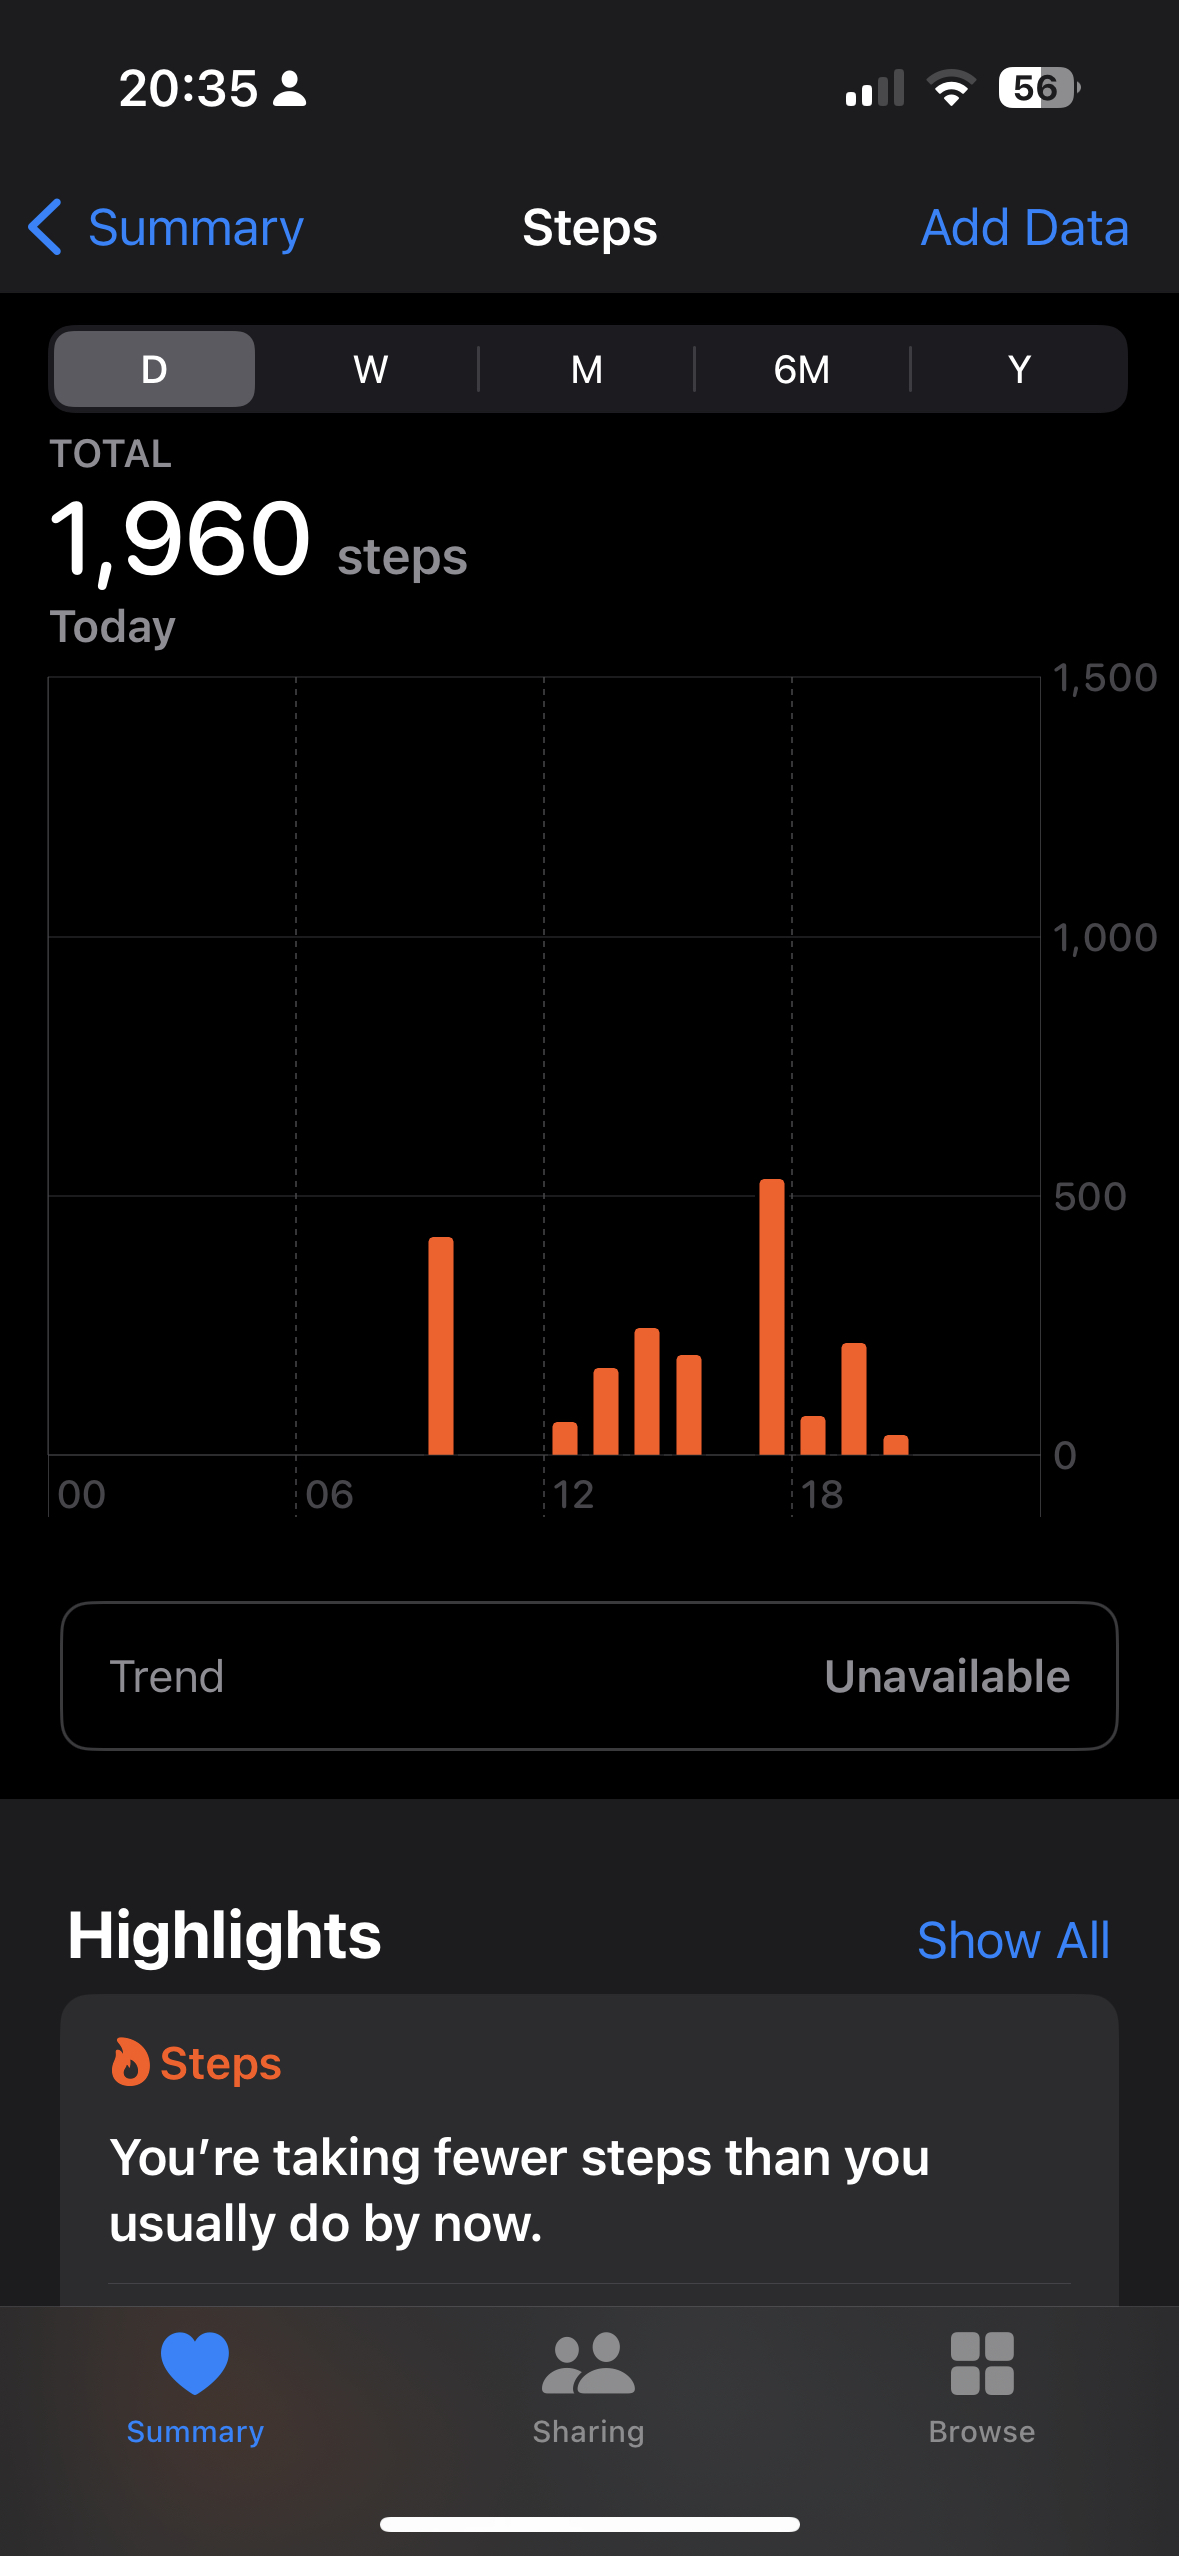 20:35
56
Summary
Steps
Add Data
D
W
M
6M
Y
TOTAL
1,960 steps
Today
1,500
1,000
500
0
00
06
12
18
Trend
Unavailable
Highlights
Show All
Steps
You’re taking fewer steps than you
usually do by now.
Summary
Sharing
Browse